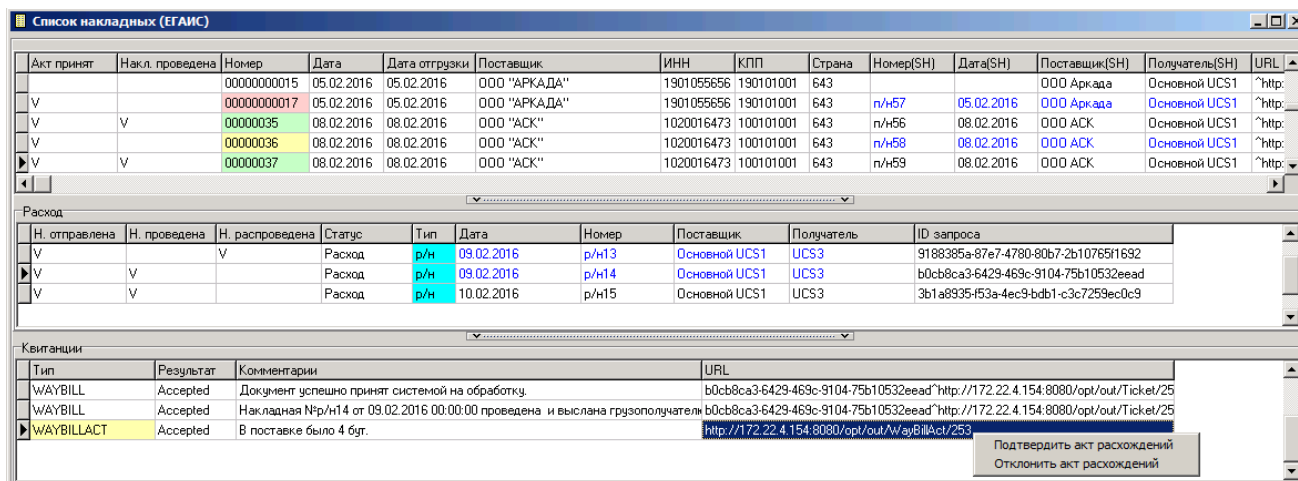 Список накладных (ЕГАИС)
Акт принят Накл. проведена Номер Дата Дата отгрузки Поставщик ИНН КПП Страна Номер(SH) Дата(SH) Поставщик(SH) Получатель(SH) URL
00000000015 05.02.2016 05.02.2016 ООО "АРКАДА" 1901055656 190101001 643 ООО Аркада Основной UCS1 ^http:
V 00000000017 05.02.2016 05.02.2016 ООО "АРКАДА" 1901055656 190101001 643 п/н57 05.02.2016 ООО Аркада Основной UCS1 ^http:
V V 00000035 08.02.2016 08.02.2016 ООО "АСК" 1020016473 100101001 643 п/н56 08.02.2016 ООО АСК Основной UCS1 ^http:
V 00000036 08.02.2016 08.02.2016 ООО "АСК" 1020016473 100101001 643 п/н58 08.02.2016 ООО АСК Основной UCS1 ^http:
V V 00000037 08.02.2016 08.02.2016 ООО "АСК" 1020016473 100101001 643 п/н59 08.02.2016 ООО АСК Основной UCS1 ^http:
Расход
Н. отправлена Н. проведена Н. распроведена Статус Тип Дата Номер Поставщик Получатель ID запроса
V V Расход р/н 09.02.2016 р/н13 Основной UCS1 UCS3 9188385a-87e7-4780-80b7-2b10765f1692
V V Расход р/н 09.02.2016 р/н14 Основной UCS1 UCS3 b0cb8ca3-6429-469c-9104-75b10532eead
V V Расход р/н 10.02.2016 р/н15 Основной UCS1 UCS3 3b1a8935-f53a-4ec9-bdb1-c3c7259ec0c9
Квитанции
Тип Результат Комментарии URL
WAYBILL Accepted Документ успешно принят системой на обработку. b0cb8ca3-6429-469c-9104-75b10532eead^http://172.22.4.154:8080/opt/out/Ticket/25
WAYBILL Accepted Накладная №р/н14 от 09.02.2016 00:00:00 проведена и выслана грузополучател b0cb8ca3-6429-469c-9104-75b10532eead^http://172.22.4.154:8080/opt/out/Ticket/25
WAYBILLACT Accepted В поставке было 4 бут. http://172.22.4.154:8080/opt/out/WayBillAct/253
Подтвердить акт расхождений
Отклонить акт расхождений